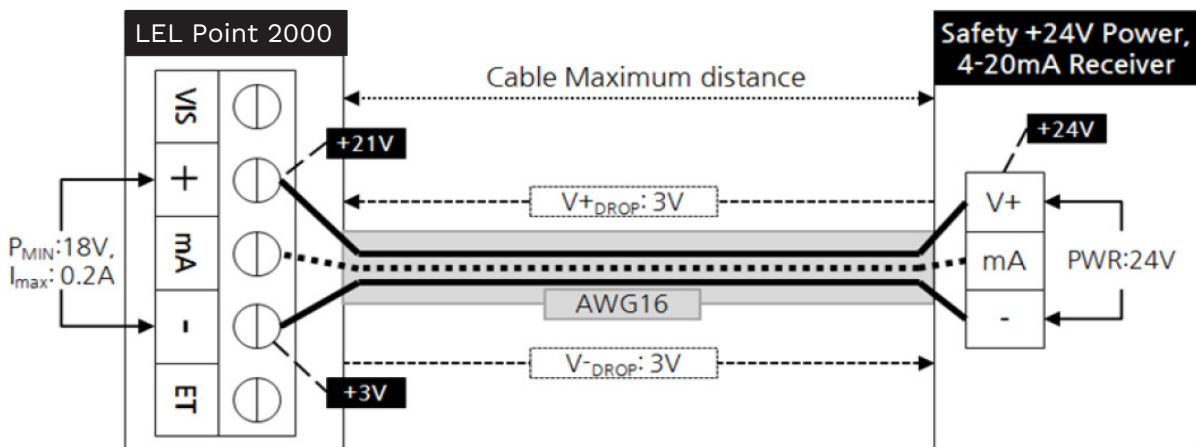 LEL Point 2000
Safety +24V Power,
4-20mA Receiver
Cable Maximum distance
VIS
+
mA
-
ET
+21V
+24V
V+DROP: 3V
PMIN:18V,
Imax: 0.2A
V+
mA
-
PWR:24V
AWG16
V-DROP: 3V
+3V